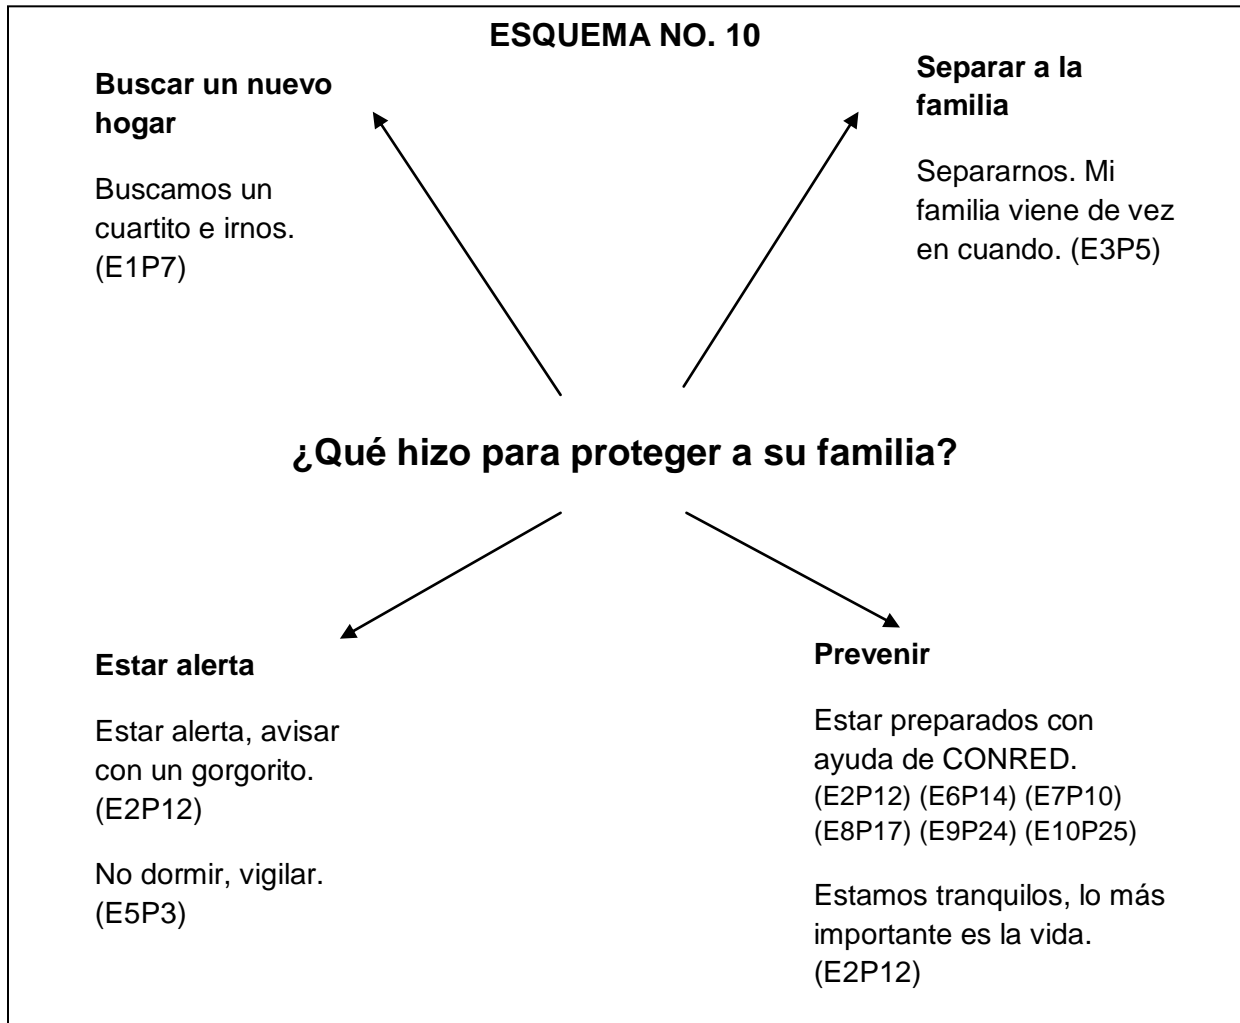 ESQUEMA NO. 10
Buscar un nuevo
hogar
Buscamos un
cuartito e irnos.
(E1P7)
Separar a la
familia
Separarnos. Mi
familia viene de vez
en cuando. (E3P5)
¿Qué hizo para proteger a su familia?
Estar alerta
Estar alerta, avisar
con un gorgorito.
(E2P12)
No dormir, vigilar.
(E5P3)
Prevenir
Estar preparados con
ayuda de CONRED.
(E2P12) (E6P14) (E7P10)
(E8P17) (E9P24) (E10P25)
Estamos tranquilos, lo más
importante es la vida.
(E2P12)